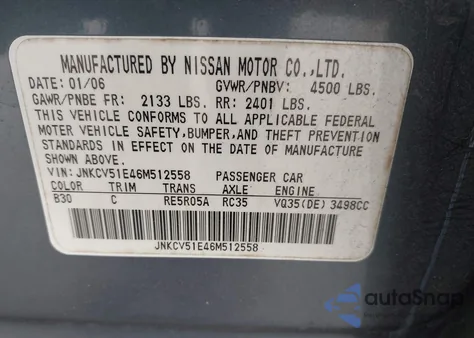 MANUFACTURED BY NISSAN MOTOR CO.,LTD.
DATE: 01/06 GVWR/PNBV: 4500 LBS.
GAWR/PNBE FR: 2133 LBS. RR: 2401 LBS.
THIS VEHICLE CONFORMS TO ALL APPLICABLE FEDERAL
MOTOR VEHICLE SAFETY,BUMPER,AND THEFT PREVENTION
STANDARDS IN EFFECT ON THE DATE OF MANUFACTURE
SHOWN ABOVE.
VIN: JNKCV51E46M512558 PASSENGER CAR
COLOR TRIM TRANS AXLE ENGINE
B30 C RE5R05A RC35 VQ35(DE) 3498CC
JNKCV51E46M512558
autoSnap